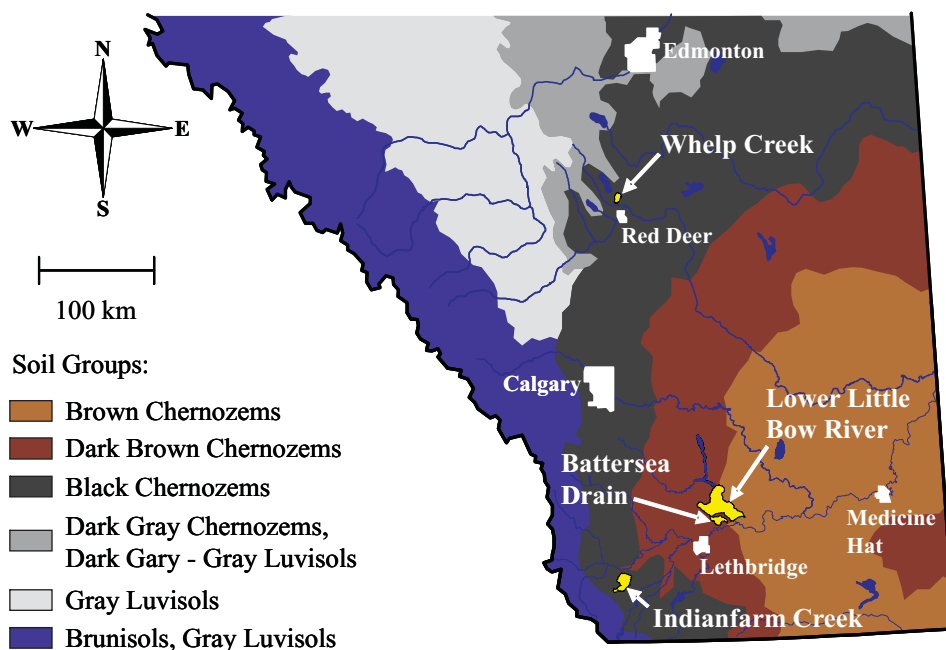 N
W
E
S
100 km
Soil Groups:
Brown Chernozems
Dark Brown Chernozems
Black Chernozems
Dark Gray Chernozems,
Dark Gary - Gray Luvisols
Gray Luvisols
Brunisols, Gray Luvisols
Edmonton
Whelp Creek
Red Deer
Calgary
Lower Little
Bow River
Battersea
Drain
Medicine
Hat
Lethbridge
Indianfarm Creek